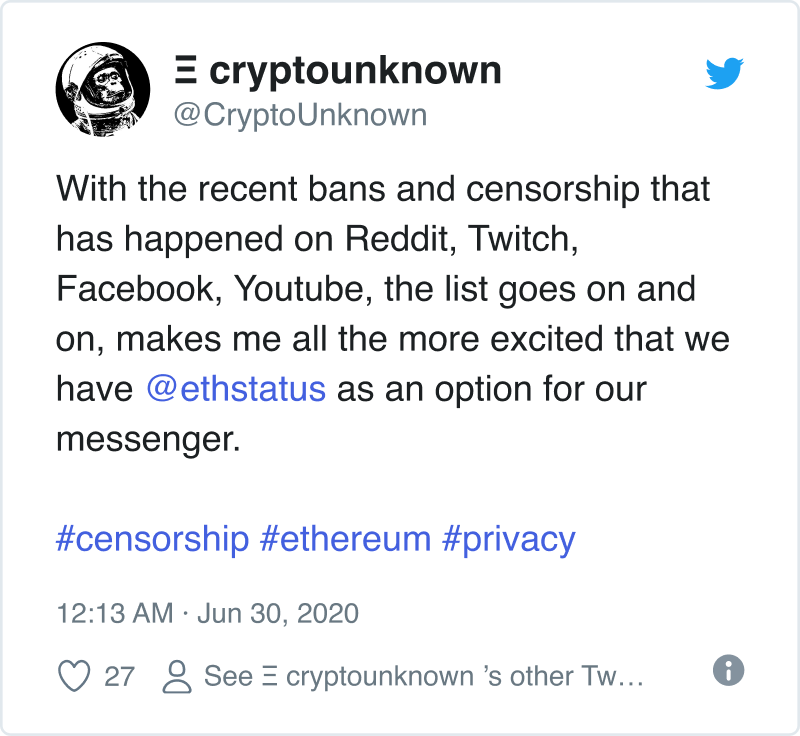 Ξ cryptounknown
@CryptoUnknown
With the recent bans and censorship that
has happened on Reddit, Twitch,
Facebook, Youtube, the list goes on and
on, makes me all the more excited that we
have @ethstatus as an option for our
messenger.
#censorship #ethereum #privacy
12:13 AM · Jun 30, 2020
27 See Ξ cryptounknown ’s other Tw…